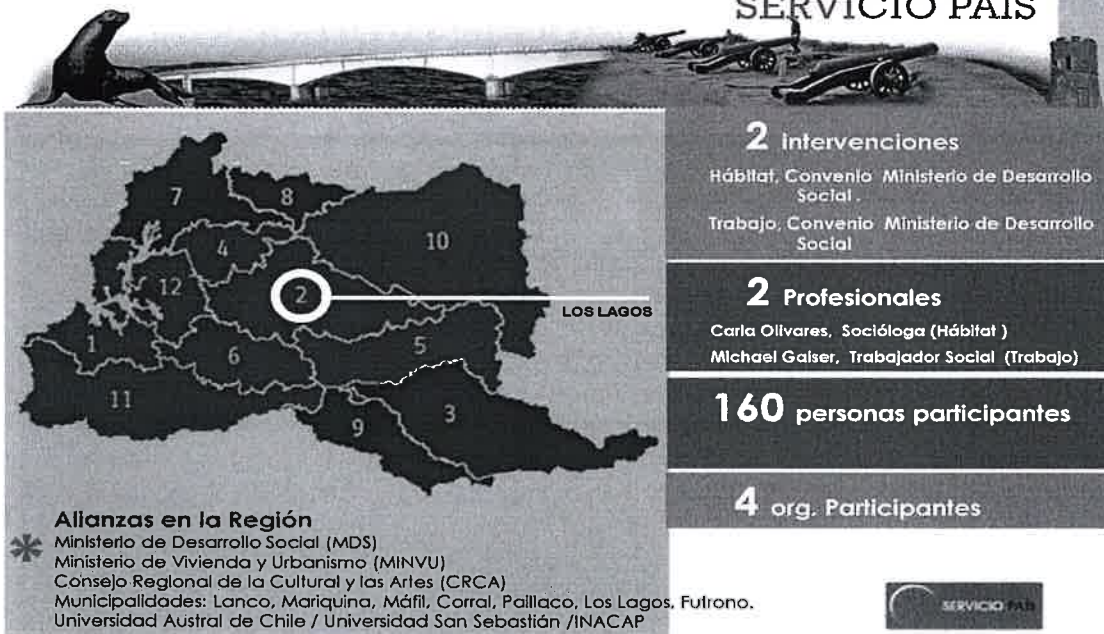 SERVICIO PAÍS
7
8
4
10
12
2
LOS LAGOS
1
6
5
11
3
9
2 intervenciones
Hábitat, Convenio Ministerio de Desarrollo
Social .
Trabajo, Convenio Ministerio de Desarrollo
Social
2 Profesionales
Carla Olivares, Socióloga (Hábitat )
Michael Gaiser, Trabajador Social (Trabajo)
160 personas participantes
4 org. Participantes
Alianzas en la Región
Ministerio de Desarrollo Social (MDS)
Ministerio de Vivienda y Urbanismo (MINVU)
Consejo Regional de la Cultural y las Artes (CRCA)
Municipalidades: Lanco, Mariquina, Máfil, Corral, Paillaco, Los Lagos, Futrono.
Universidad Austral de Chile / Universidad San Sebastián /INACAP
SERVICIO PAÍS